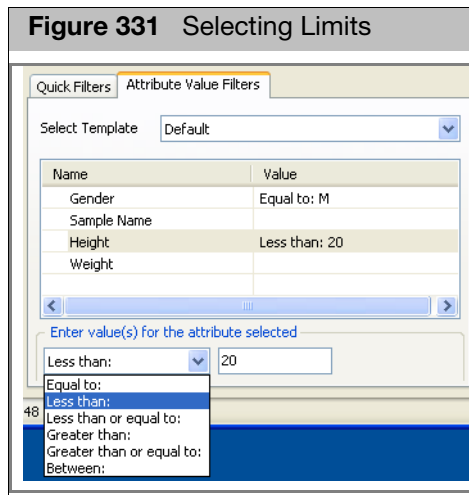 Figure 331 Selecting Limits
Quick Filters Attribute Value Filters
Select Template Default
Name Value
Gender Equal to: M
Sample Name
Height Less than: 20
Weight
Enter value(s) for the attribute selected
Less than: 20
Equal to:
48 Less than:
Less than or equal to:
Greater than:
Greater than or equal to:
Between: